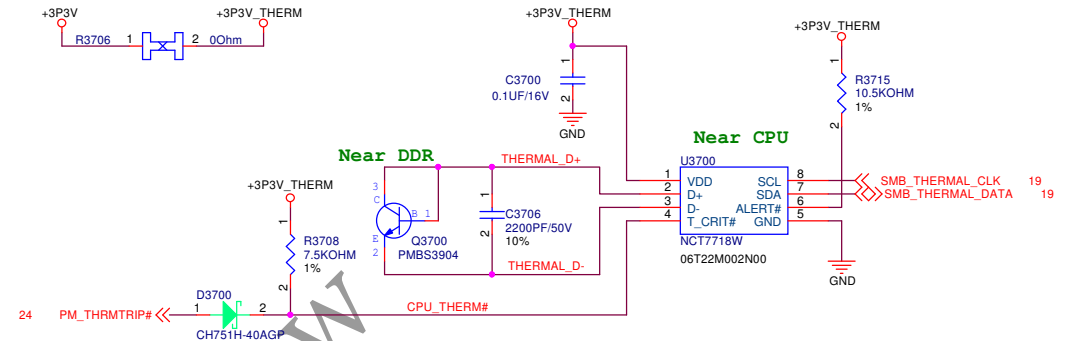 +3P3V
+3P3V_THERM
R3706
1
2
0Ohm
+3P3V_THERM
1
C3700
0.1UF/16V
2
GND
+3P3V_THERM
1
R3715
10.5KOHM
1%
2
Near CPU
U3700
1 VDD SCL 8
2 D+ SDA 7
3 D- ALERT# 6
4 T_CRIT# GND 5
NCT7718W
06T22M002N00
SMB_THERMAL_CLK 19
SMB_THERMAL_DATA 19
GND
Near DDR
THERMAL_D+
3
C
B 1
E
2
Q3700
PMBS3904
1
C3706
2200PF/50V
2
10%
THERMAL_D-
+3P3V_THERM
1
R3708
7.5KOHM
1%
2
D3700
24 PM_THRMTRIP# 1 2
CH751H-40AGP
CPU_THERM#
W